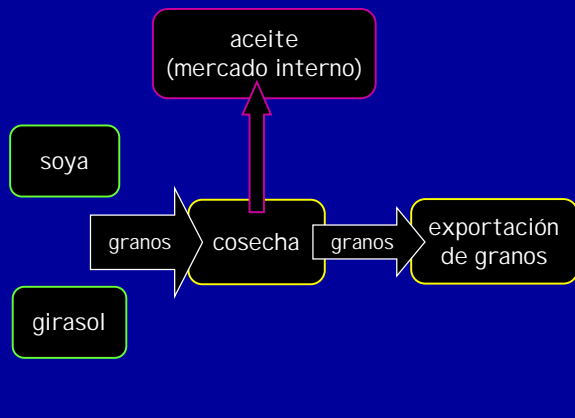 aceite
(mercado interno)
soya
granos
cosecha
granos
exportación
de granos
girasol